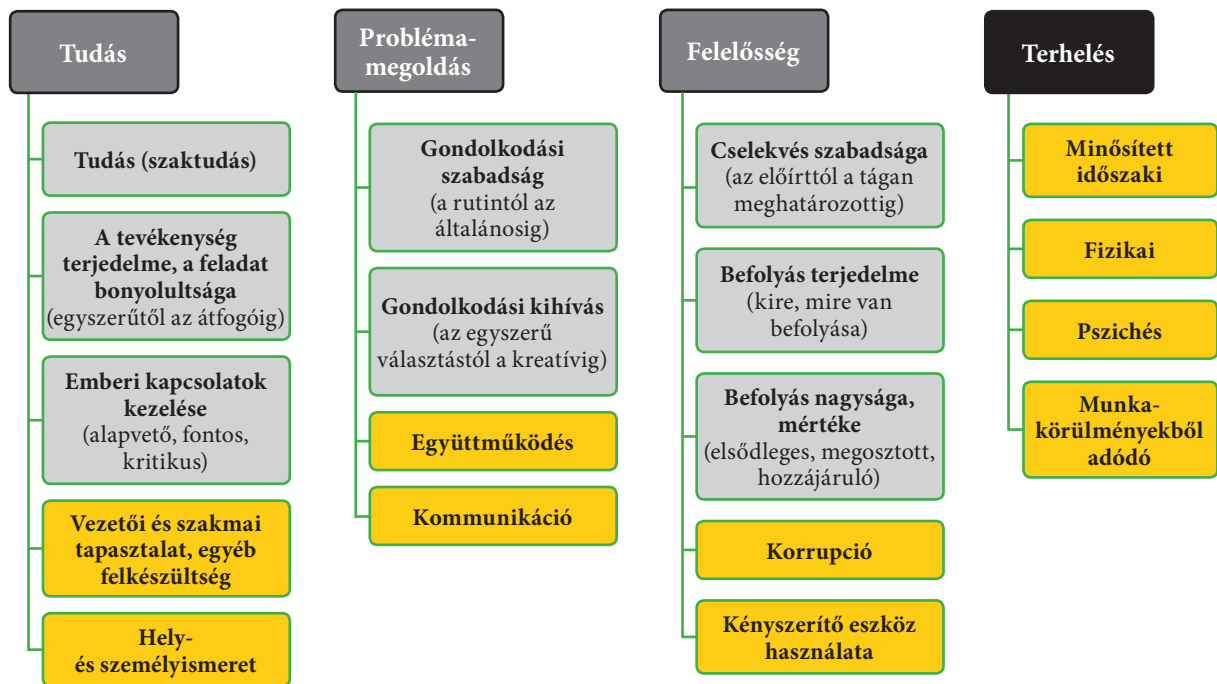 Tudás
Tudás (szaktudás)
A tevékenység
terjedelme, a feladat
bonyolultsága
(egyszerűtől az átfogóig)
Emberi kapcsolatok
kezelése
(alapvető, fontos,
kritikus)
Vezetői és szakmai
tapasztalat, egyéb
felkészültség
Hely-
és személyismeret
Probléma-
megoldás
Gondolkodási
szabadság
(a rutintól az
általánosig)
Gondolkodási kihívás
(az egyszerű
választástól a kreatívig)
Együttműködés
Kommunikáció
Felelősség
Cselekvés szabadsága
(az előírttól a tágan
meghatározottig)
Befolyás terjedelme
(kire, mire van
befolyása)
Befolyás nagysága,
mértéke
(elsődleges, megosztott,
hozzájáruló)
Korrupció
Kényszerítő eszköz
használata
Terhelés
Minősített
időszaki
Fizikai
Pszichés
Munka-
körülményekből
adódó